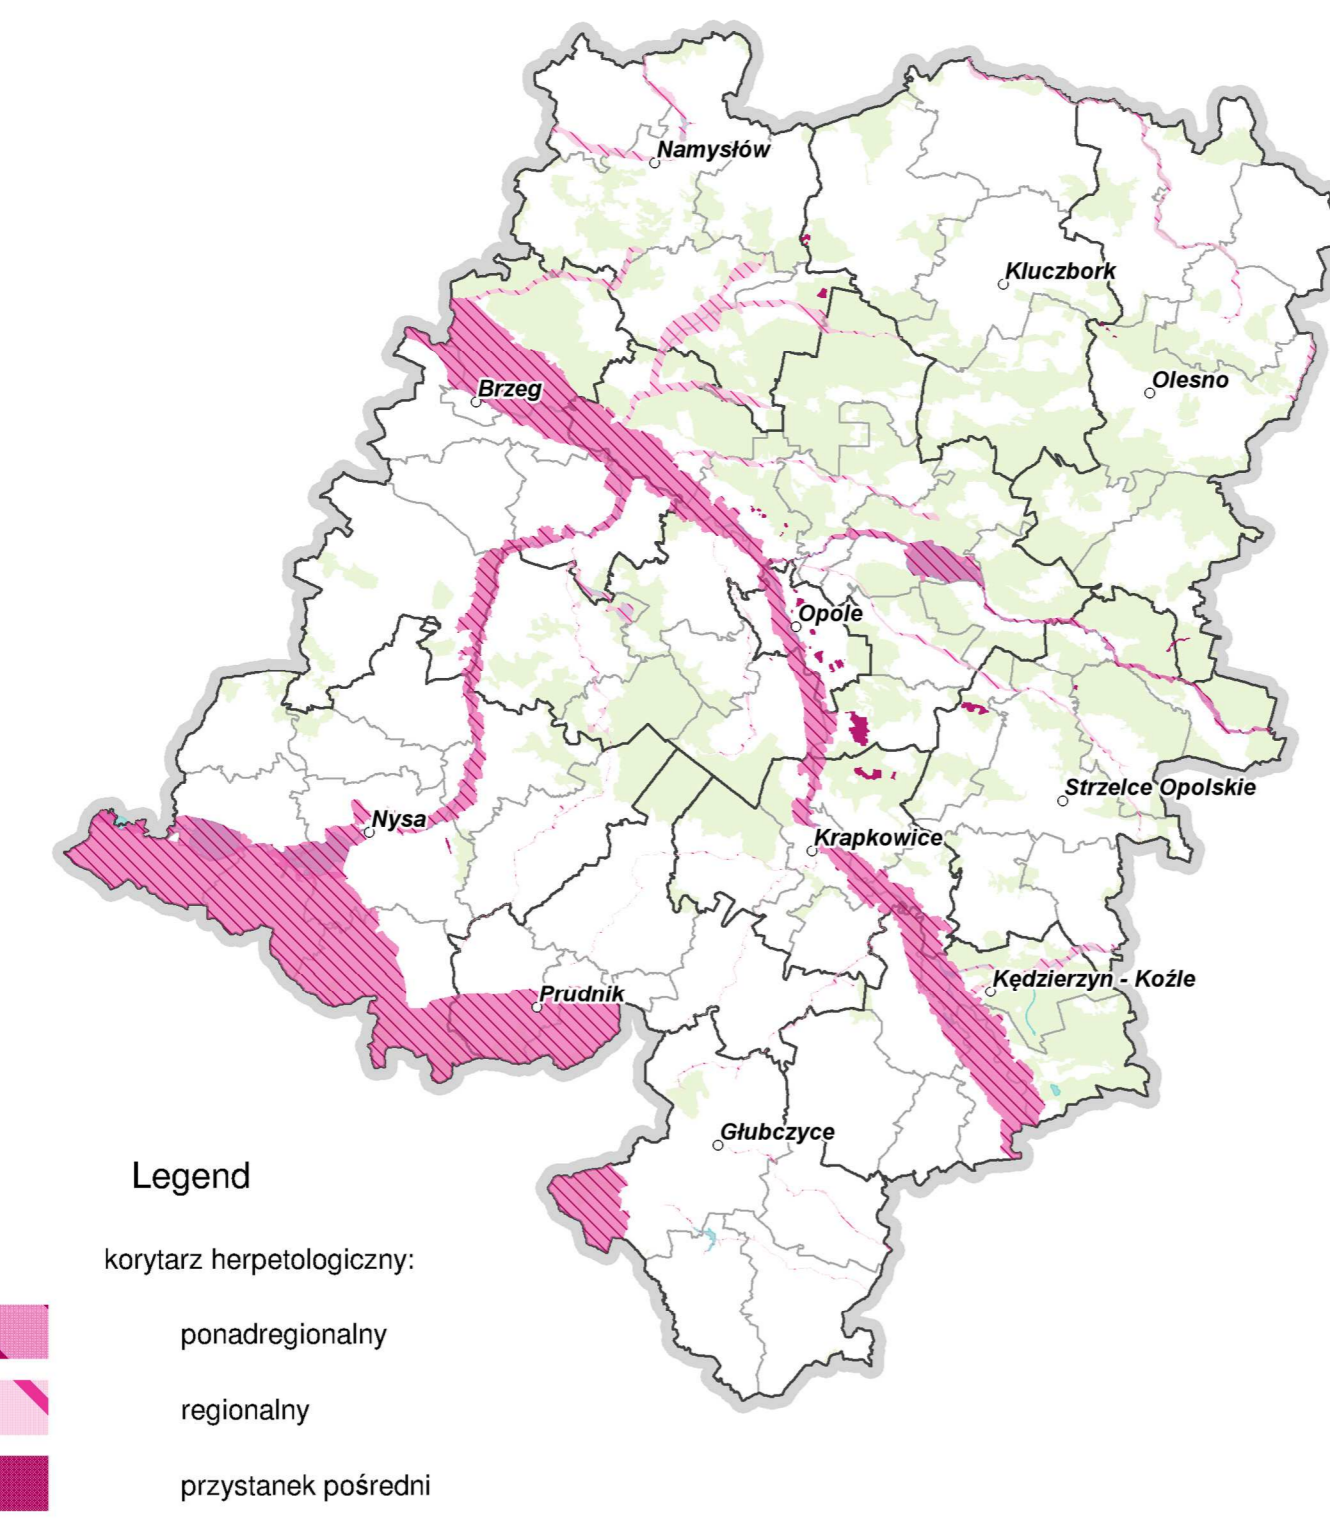 Namysłów
Kluczbork
Olesno
Brzeg
Opole
Strzelce Opolskie
Nysa
Krapkowice
Kędzierzyn - Koźle
Prudnik
Głubczyce
Legend
korytarz herpetologiczny:
ponadregionalny
regionalny
przystanek pośredni